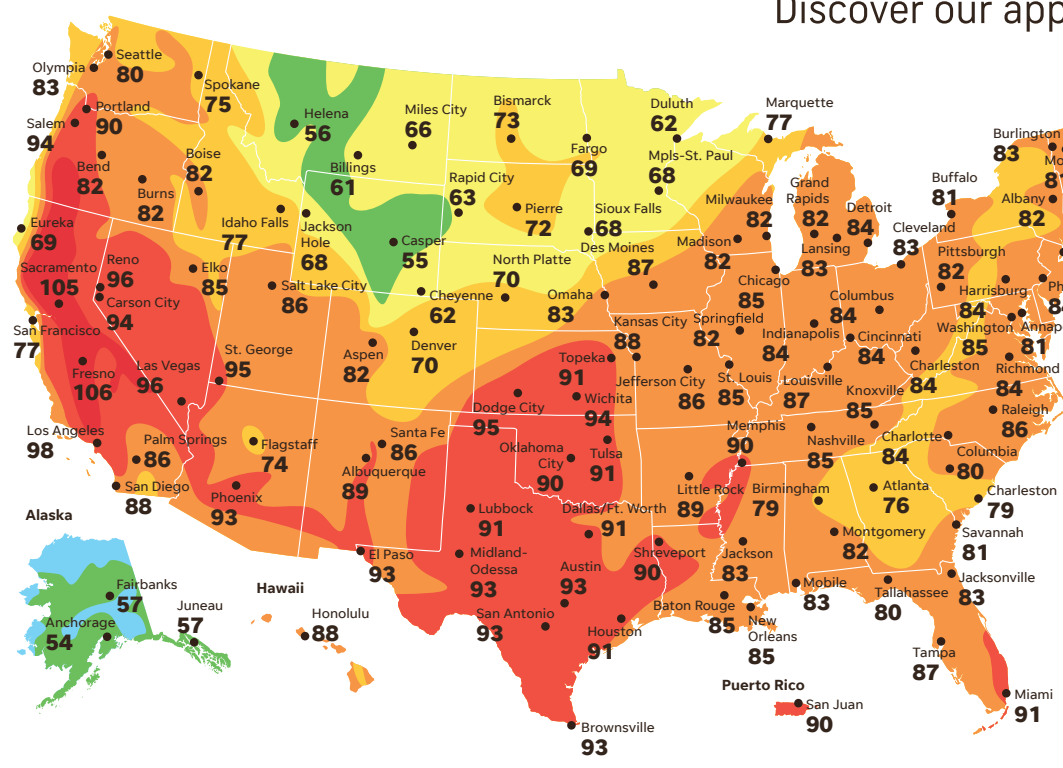 Discover our app
Seattle
80
Olympia
83
Spokane
75
Portland
90
Salem
94
Bend
82
Burns
82
Boise
82
Helena
56
Billings
61
Miles City
66
Bismarck
73
Fargo
69
Duluth
62
Mpls-St. Paul
68
Marquette
77
Burlington
83
Mo
81
Albany
82
Buffalo
81
Grand
Rapids
82
Detroit
84
Lansing
83
Milwaukee
82
Madison
82
Cleveland
83
Pittsburgh
82
Harrisburg
84
Ph
84
Rapid City
63
Pierre
72
Sioux Falls
68
Des Moines
87
Idaho Falls
77
Jackson
Hole
68
Casper
55
Eureka
69
Sacramento
105
Reno
96
Carson City
94
Elko
85
Salt Lake City
86
North Platte
70
Cheyenne
62
Omaha
83
Chicago
85
Columbus
84
Springfield
82
Indianapolis
84
Cincinnati
84
Washington
85
Annap
81
San Francisco
77
Fresno
106
Las Vegas
96
St. George
95
Aspen
82
Denver
70
Kansas City
88
Topeka
91
Wichita
94
Jefferson City
86
St. Louis
85
Louisville
87
Charleston
84
Richmond
84
Knoxville
85
Raleigh
86
Dodge City
95
Los Angeles
98
Palm Springs
86
Flagstaff
74
Santa Fe
86
Albuquerque
89
Oklahoma
City
90
Tulsa
91
Memphis
90
Nashville
85
Charlotte
84
Columbia
80
San Diego
88
Phoenix
93
Lubbock
91
Dallas/Ft. Worth
91
Little Rock
89
Birmingham
79
Atlanta
76
Charleston
79
Alaska
Fairbanks
57
Anchorage
54
Juneau
57
Hawaii
Honolulu
88
El Paso
93
Midland-
Odessa
93
Austin
93
Shreveport
90
Jackson
83
Montgomery
82
Savannah
81
Jacksonville
83
San Antonio
93
Houston
91
Baton Rouge
85
New
Orleans
85
Mobile
83
Tallahassee
80
Tampa
87
Puerto Rico
San Juan
90
Miami
91
Brownsville
93